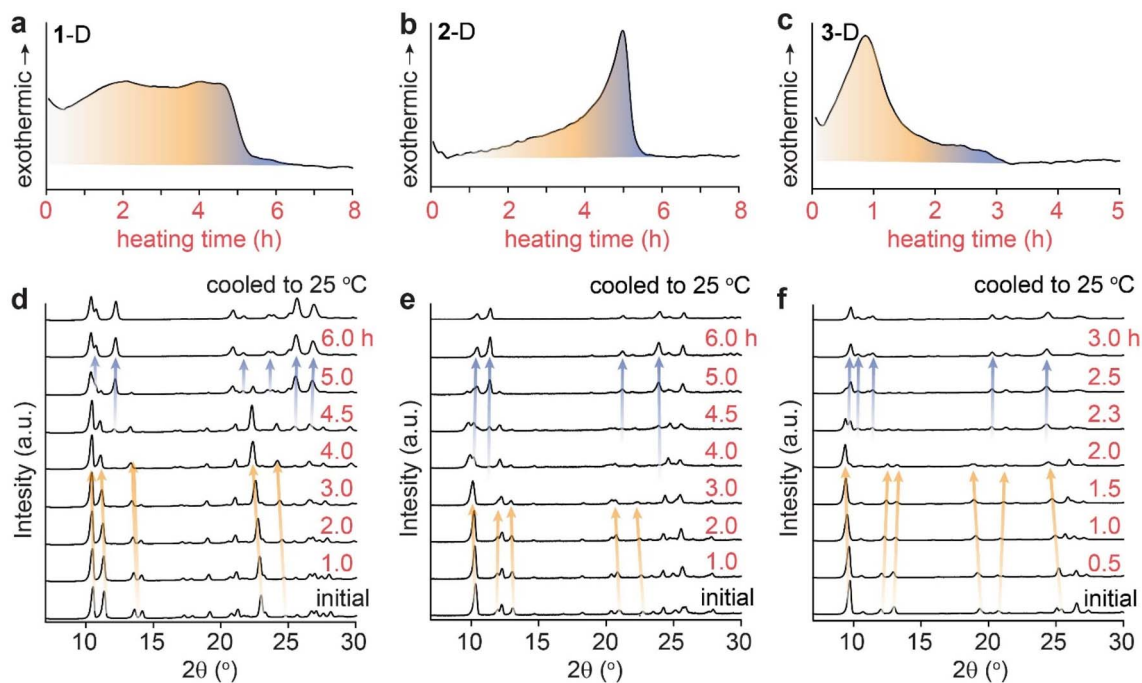 a
1-D
exothermic →
0 2 4 6 8
heating time (h)
b
2-D
exothermic →
0 2 4 6 8
heating time (h)
c
3-D
exothermic →
0 1 2 3 4 5
heating time (h)
d
cooled to 25 °C
6.0 h
5.0
4.5
4.0
3.0
2.0
1.0
initial
Intesity (a.u.)
10 15 20 25 30
2θ (°)
e
cooled to 25 °C
6.0 h
5.0
4.5
4.0
3.0
2.0
1.0
initial
Intesity (a.u.)
10 15 20 25 30
2θ (°)
f
cooled to 25 °C
3.0 h
2.5
2.3
2.0
1.5
1.0
0.5
initial
Intesity (a.u.)
10 15 20 25 30
2θ (°)